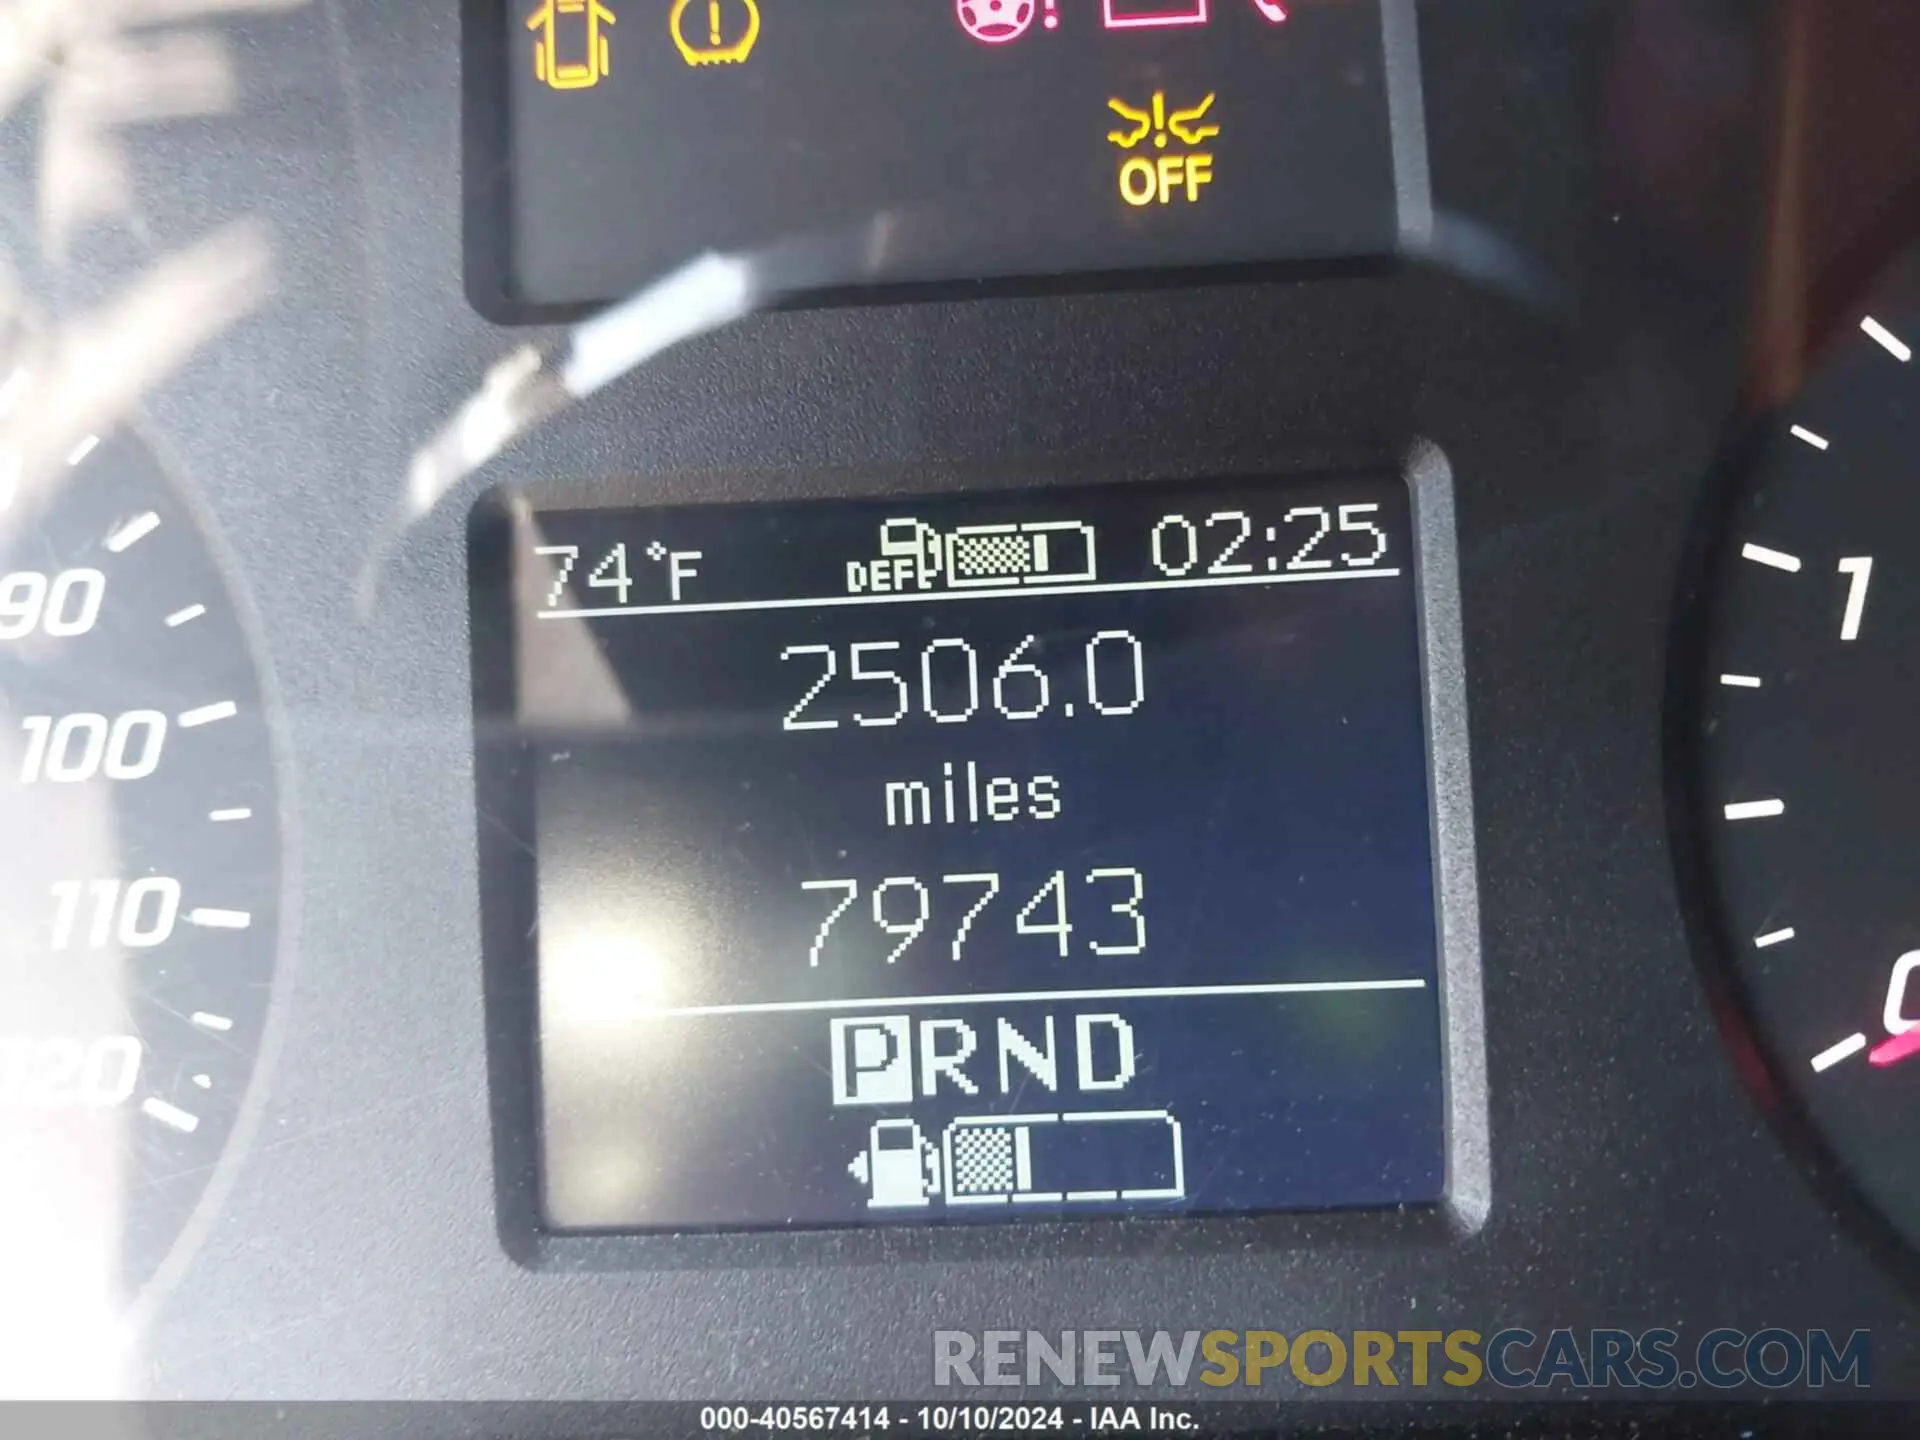 OFF
74°F DEF 02:25
2506.0
miles
79743
PRND
90
100
110
120
1
RENEWSPORTSCARS.COM
000-40567414 - 10/10/2024 - IAA Inc.